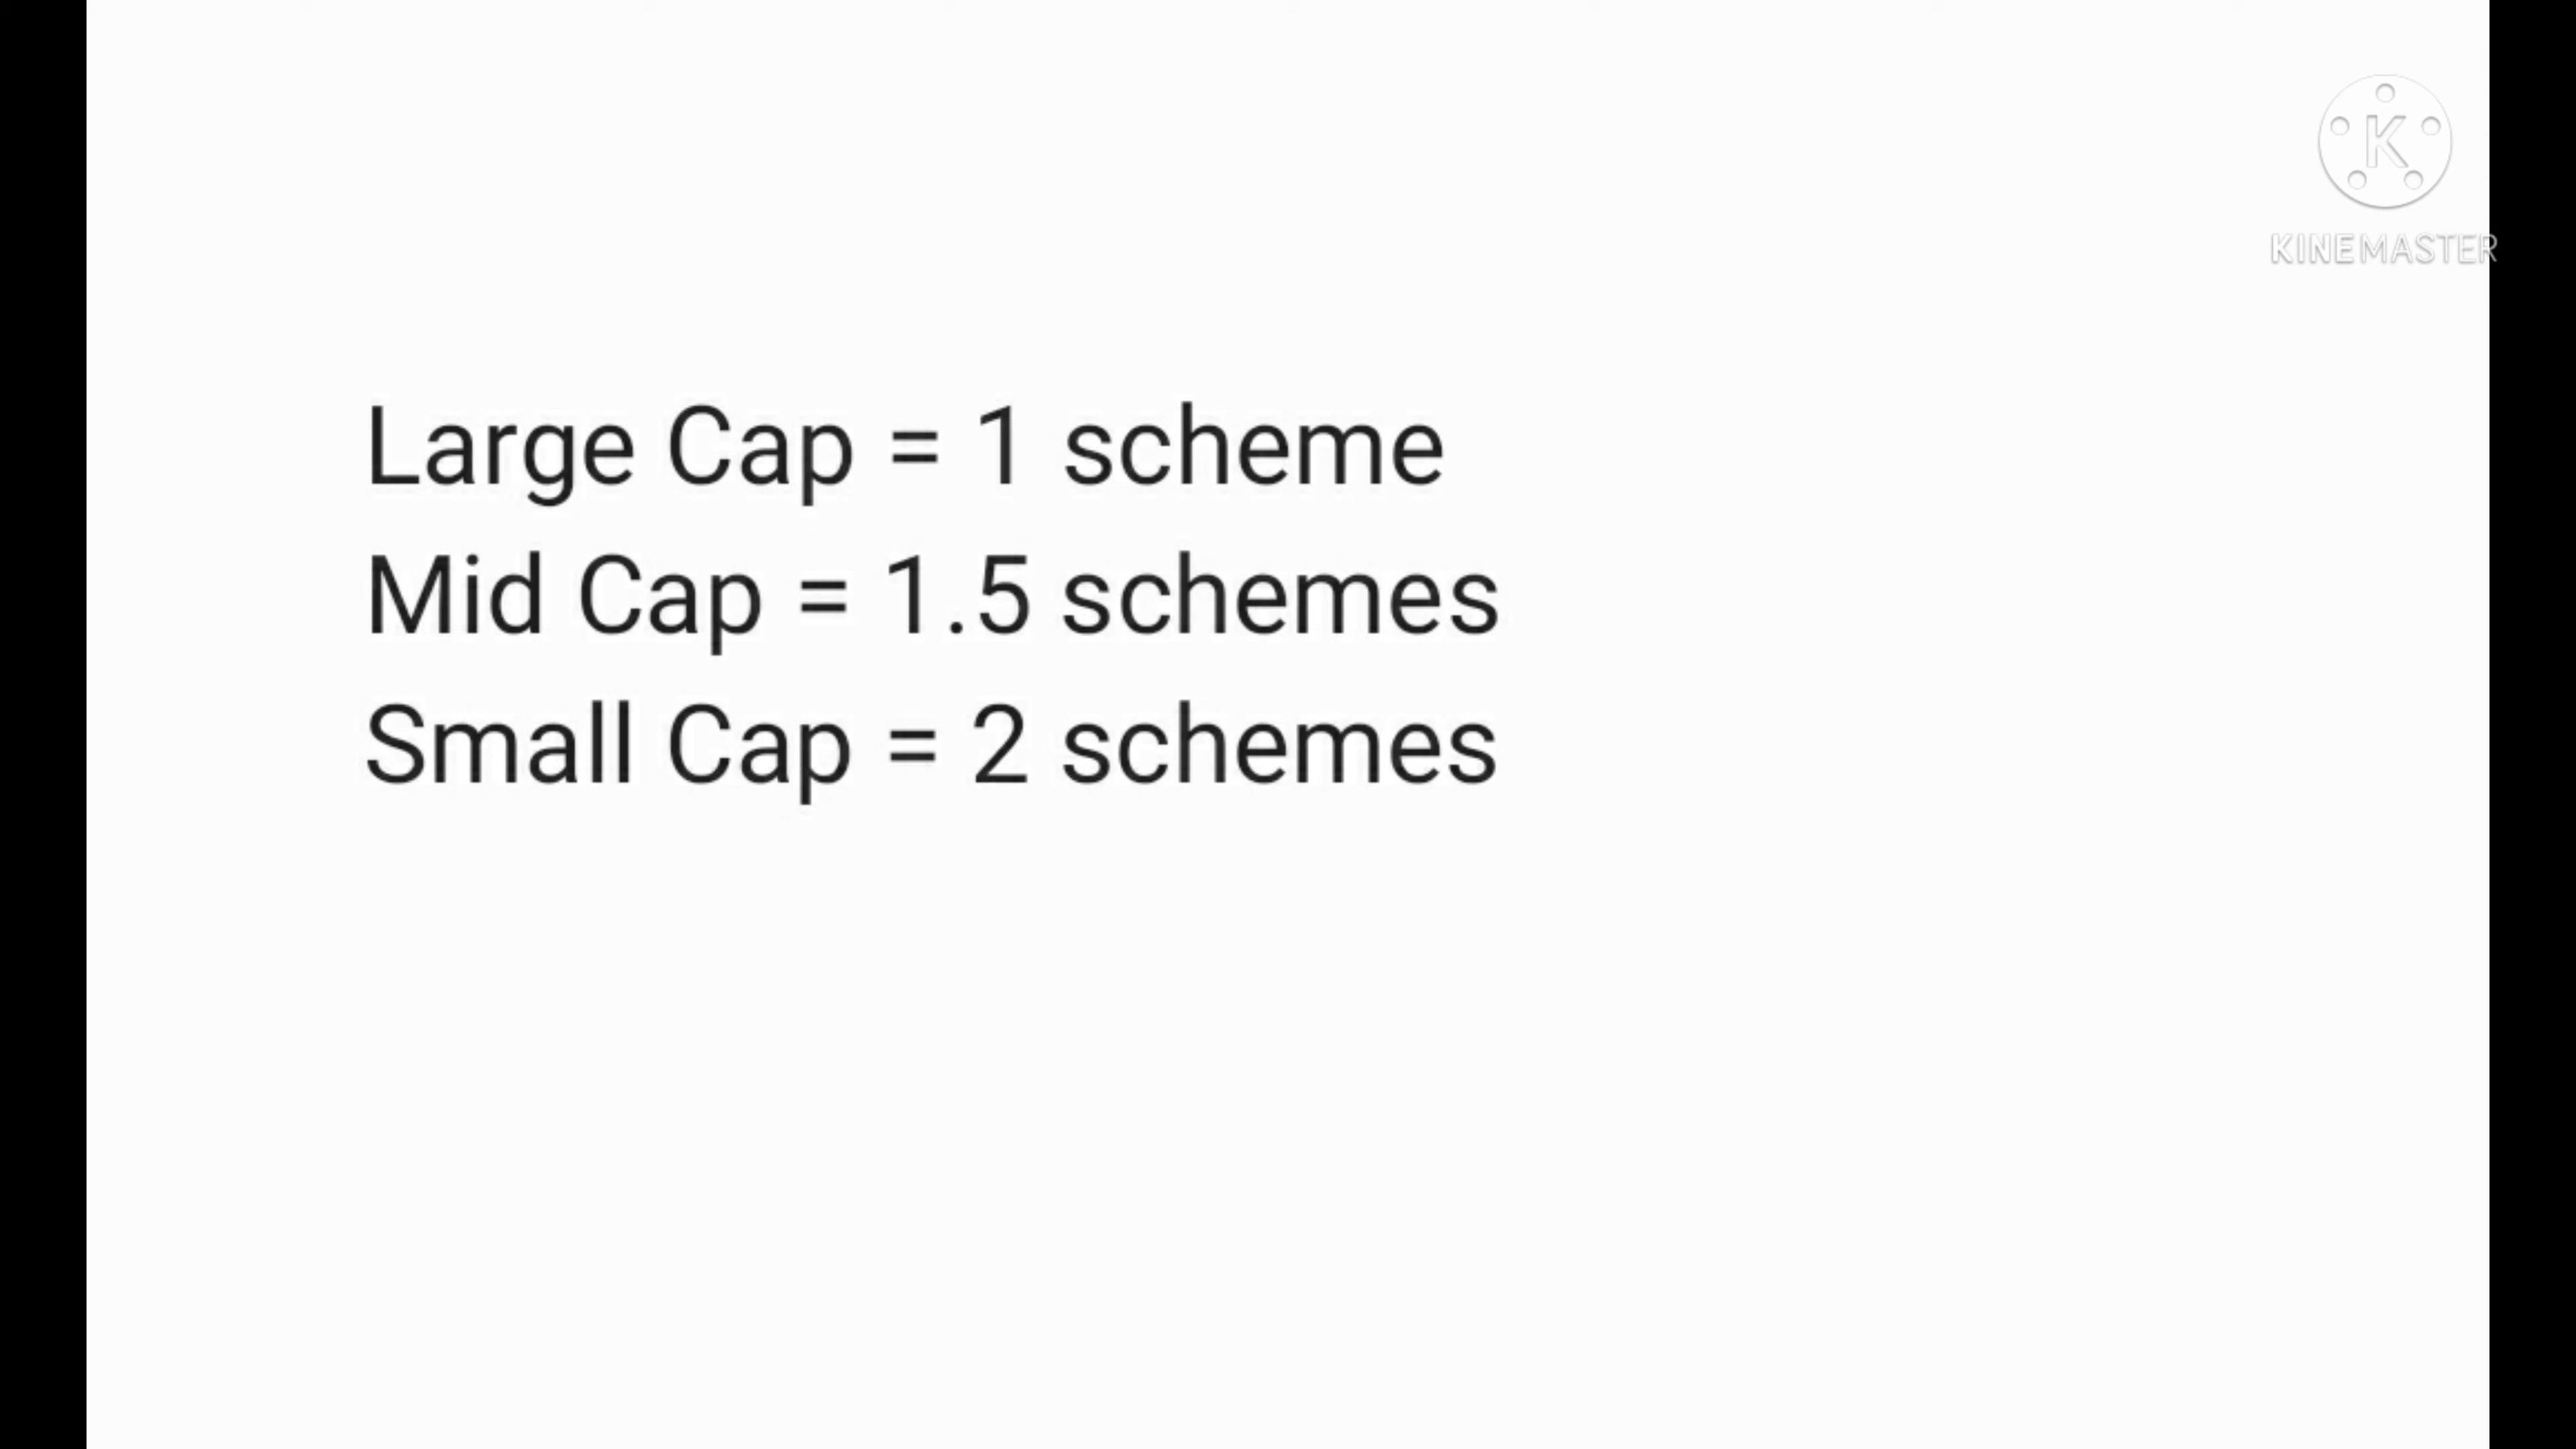 K
KINEMASTER
Large Cap = 1 scheme
Mid Cap = 1.5 schemes
Small Cap = 2 schemes